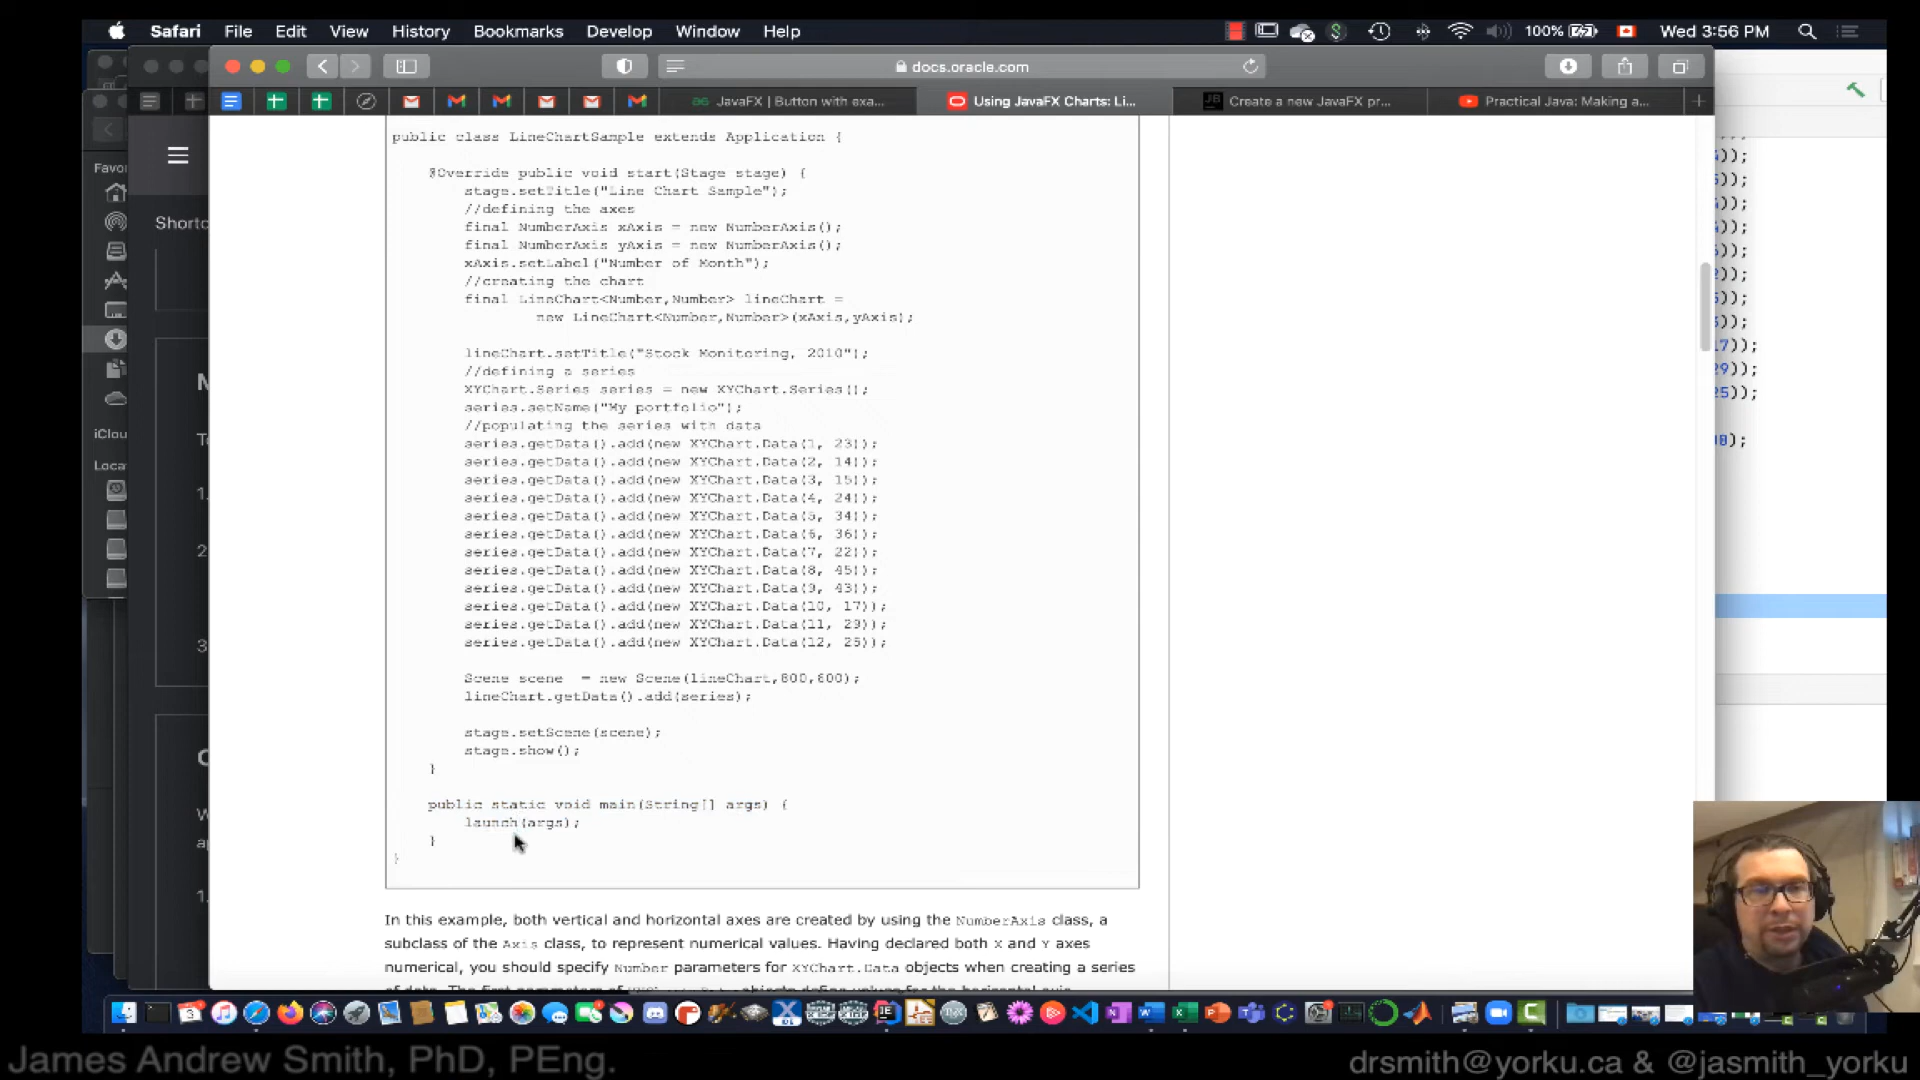 Safari File Edit View History Bookmarks Develop Window Help 100% Wed 3:56 PM
docs.oracle.com
JavaFX | Button with exa... Using JavaFX Charts: Li... Create a new JavaFX pr... Practical Java: Making a...
Favor
Shortc
iClou
Loca
public class LineChartSample extends Application {
@Override public void start(Stage stage) {
stage.setTitle("Line Chart Sample");
//defining the axes
final NumberAxis xAxis = new NumberAxis();
final NumberAxis yAxis = new NumberAxis();
xAxis.setLabel("Number of Month");
//creating the chart
final LineChart<Number,Number> lineChart =
new LineChart<Number,Number>(xAxis,yAxis);
lineChart.setTitle("Stock Monitoring, 2010");
//defining a series
XYChart.Series series = new XYChart.Series();
series.setName("My portfolio");
//populating the series with data
series.getData().add(new XYChart.Data(1, 23));
series.getData().add(new XYChart.Data(2, 14));
series.getData().add(new XYChart.Data(3, 15));
series.getData().add(new XYChart.Data(4, 24));
series.getData().add(new XYChart.Data(5, 34));
series.getData().add(new XYChart.Data(6, 36));
series.getData().add(new XYChart.Data(7, 22));
series.getData().add(new XYChart.Data(8, 45));
series.getData().add(new XYChart.Data(9, 43));
series.getData().add(new XYChart.Data(10, 17));
series.getData().add(new XYChart.Data(11, 29));
series.getData().add(new XYChart.Data(12, 25));
Scene scene  = new Scene(lineChart,800,600);
lineChart.getData().add(series);
stage.setScene(scene);
stage.show();
}
public static void main(String[] args) {
launch(args);
}
}
In this example, both vertical and horizontal axes are created by using the NumberAxis class, a
subclass of the Axis class, to represent numerical values. Having declared both X and Y axes
numerical, you should specify Number parameters for XYChart.Data objects when creating a series
James Andrew Smith, PhD, PEng. drsmith@yorku.ca & @jasmith_yorku